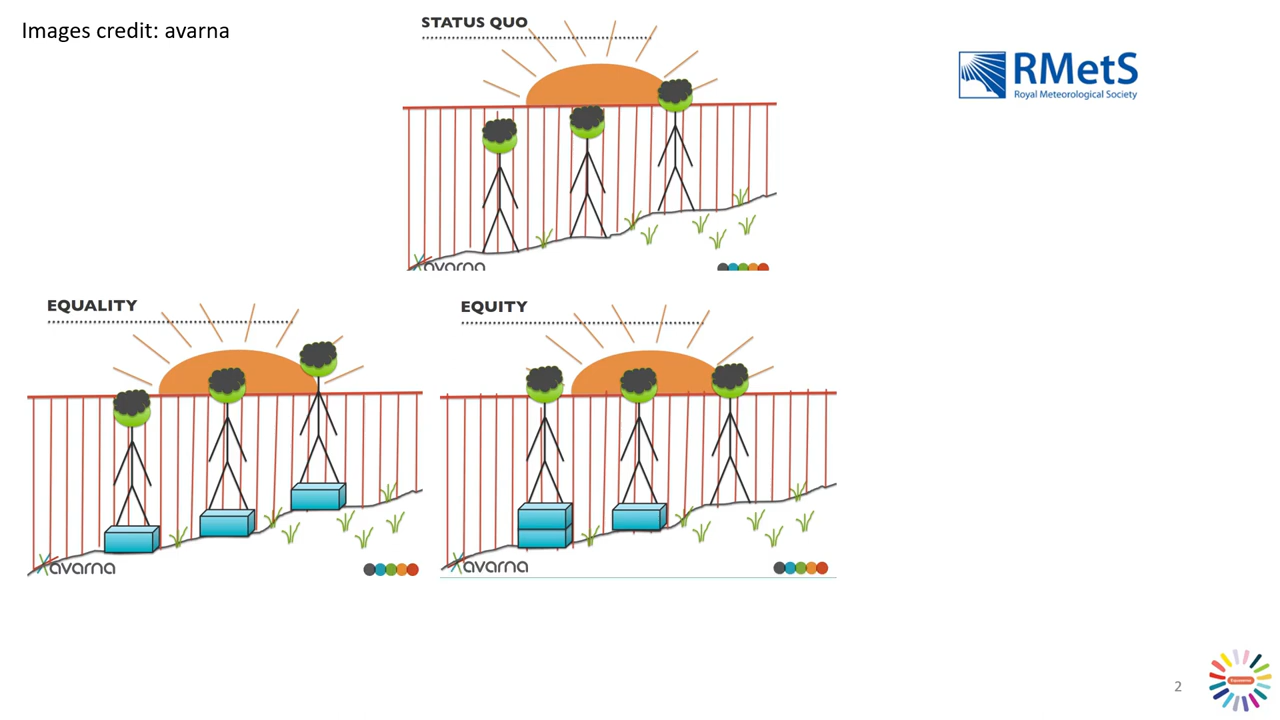 Images credit: avarna
STATUS QUO
RMetS
Royal Meteorological Society
avarna
EQUALITY
EQUITY
avarna
avarna
2